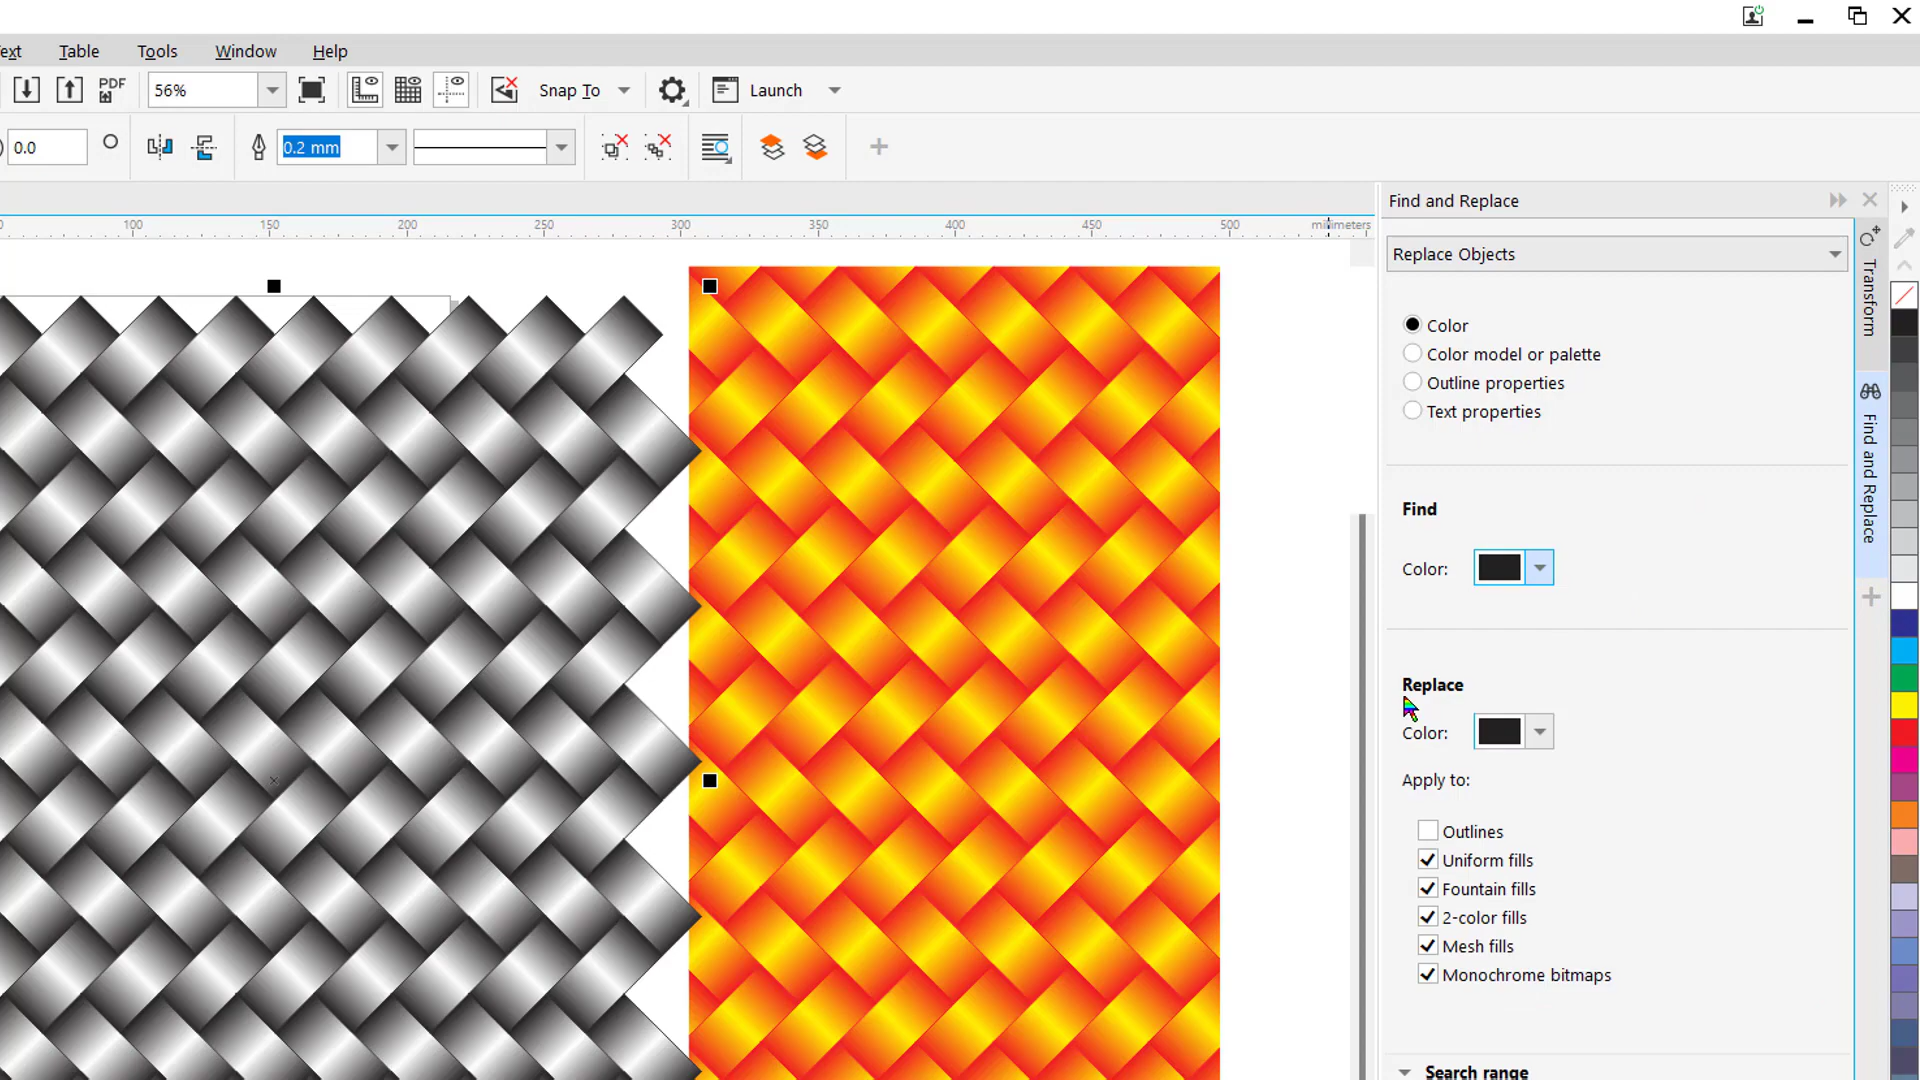 ext Table Tools Window Help
PDF 56% Snap To Launch
0.0 0.2 mm
Find and Replace
100 150 200 250 300 350 400 450 500 millimeters
Replace Objects
Transform
Color
Color model or palette
Outline properties
Text properties
Find and Replace
Find
Color:
Replace
Color:
Apply to:
Outlines
Uniform fills
Fountain fills
2-color fills
Mesh fills
Monochrome bitmaps
Search range